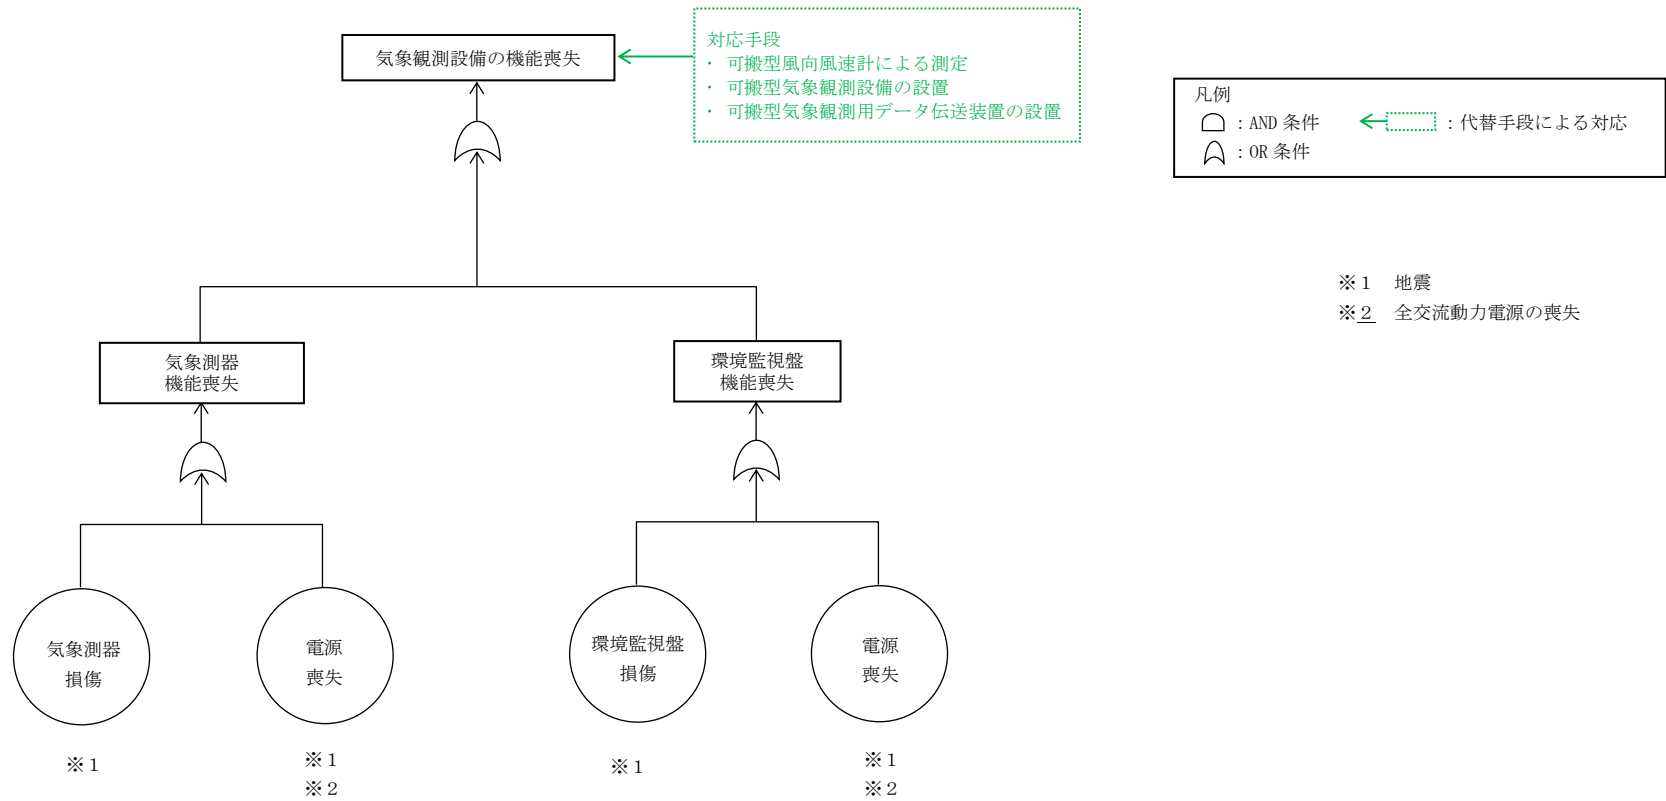 気象観測設備の機能喪失
対応手段
・ 可搬型風向風速計による測定
・ 可搬型気象観測設備の設置
・ 可搬型気象観測用データ伝送装置の設置
凡例
：AND 条件
：代替手段による対応
：OR 条件
※１ 地震
※２ 全交流動力電源の喪失
気象測器
機能喪失
環境監視盤
機能喪失
気象測器
損傷
電源
喪失
環境監視盤
損傷
電源
喪失
※１
※１
※２
※１
※１
※２